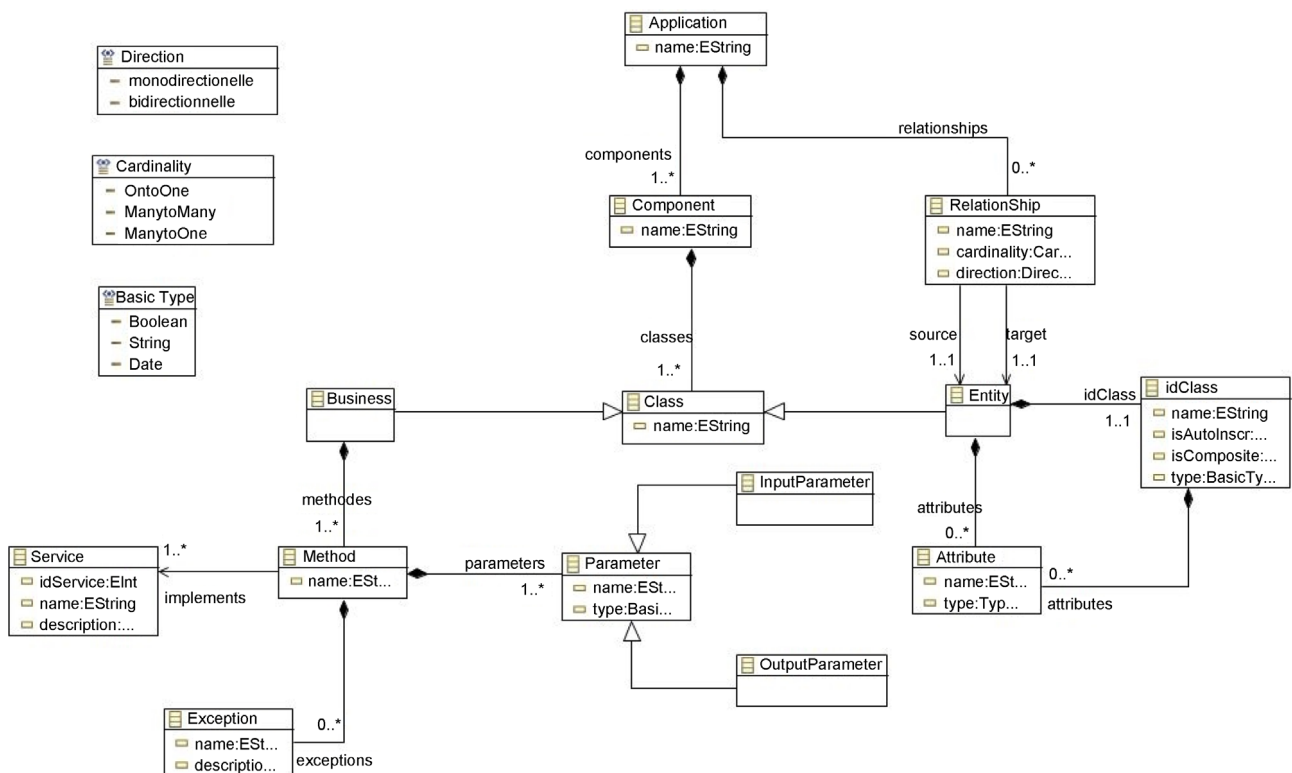 Application
name:EString
Direction
monodirectionelle
bidirectionnelle
relationships
components
1..*
0..*
Cardinality
OntoOne
ManytoMany
ManytoOne
Component
name:EString
RelationShip
name:EString
cardinality:Car...
direction:Direc...
Basic Type
Boolean
String
Date
classes
1..*
source
1..1
target
1..1
Business
Class
name:EString
Entity
idClass
1..1
idClass
name:EString
isAutoInscr:...
isComposite:...
type:BasicTy...
methodes
1..*
InputParameter
attributes
0..*
Service
idService:EInt
name:EString
description:...
1..*
implements
Method
name:ESt...
parameters
1..*
Parameter
name:ESt...
type:Basi...
Attribute
name:ESt...
type:Typ...
0..*
attributes
OutputParameter
Exception
name:ESt...
descriptio...
0..*
exceptions